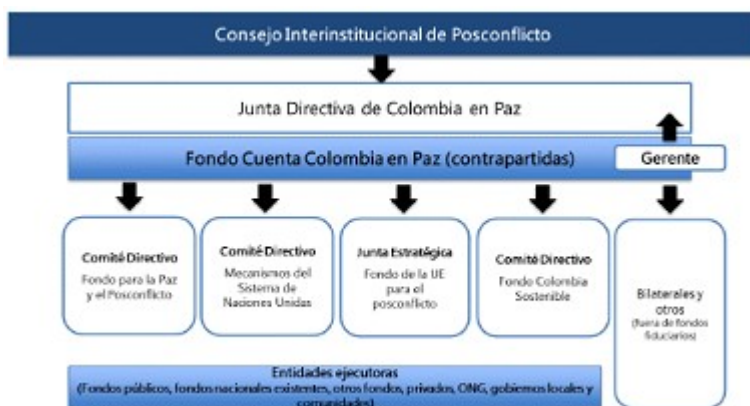 Consejo Interinstitucional de Posconflicto
Junta Directiva de Colombia en Paz
Fondo Cuenta Colombia en Paz (contrapartidas)
Gerente
Comité Directivo
Fondo para la Paz
y el Posconflicto
Comité Directivo
Mecanismos del
Sistema de
Naciones Unidas
Junta Estratégica
Fondo de la UE
para el
posconflicto
Comité Directivo
Fondo Colombia
Sostenible
Bilaterales y
otros
(fuera de fondos
fiduciarios)
Entidades ejecutoras
(Fondos públicos, fondos nacionales existentes, otros fondos, privados, ONG, gobiernos locales y
comunidades)